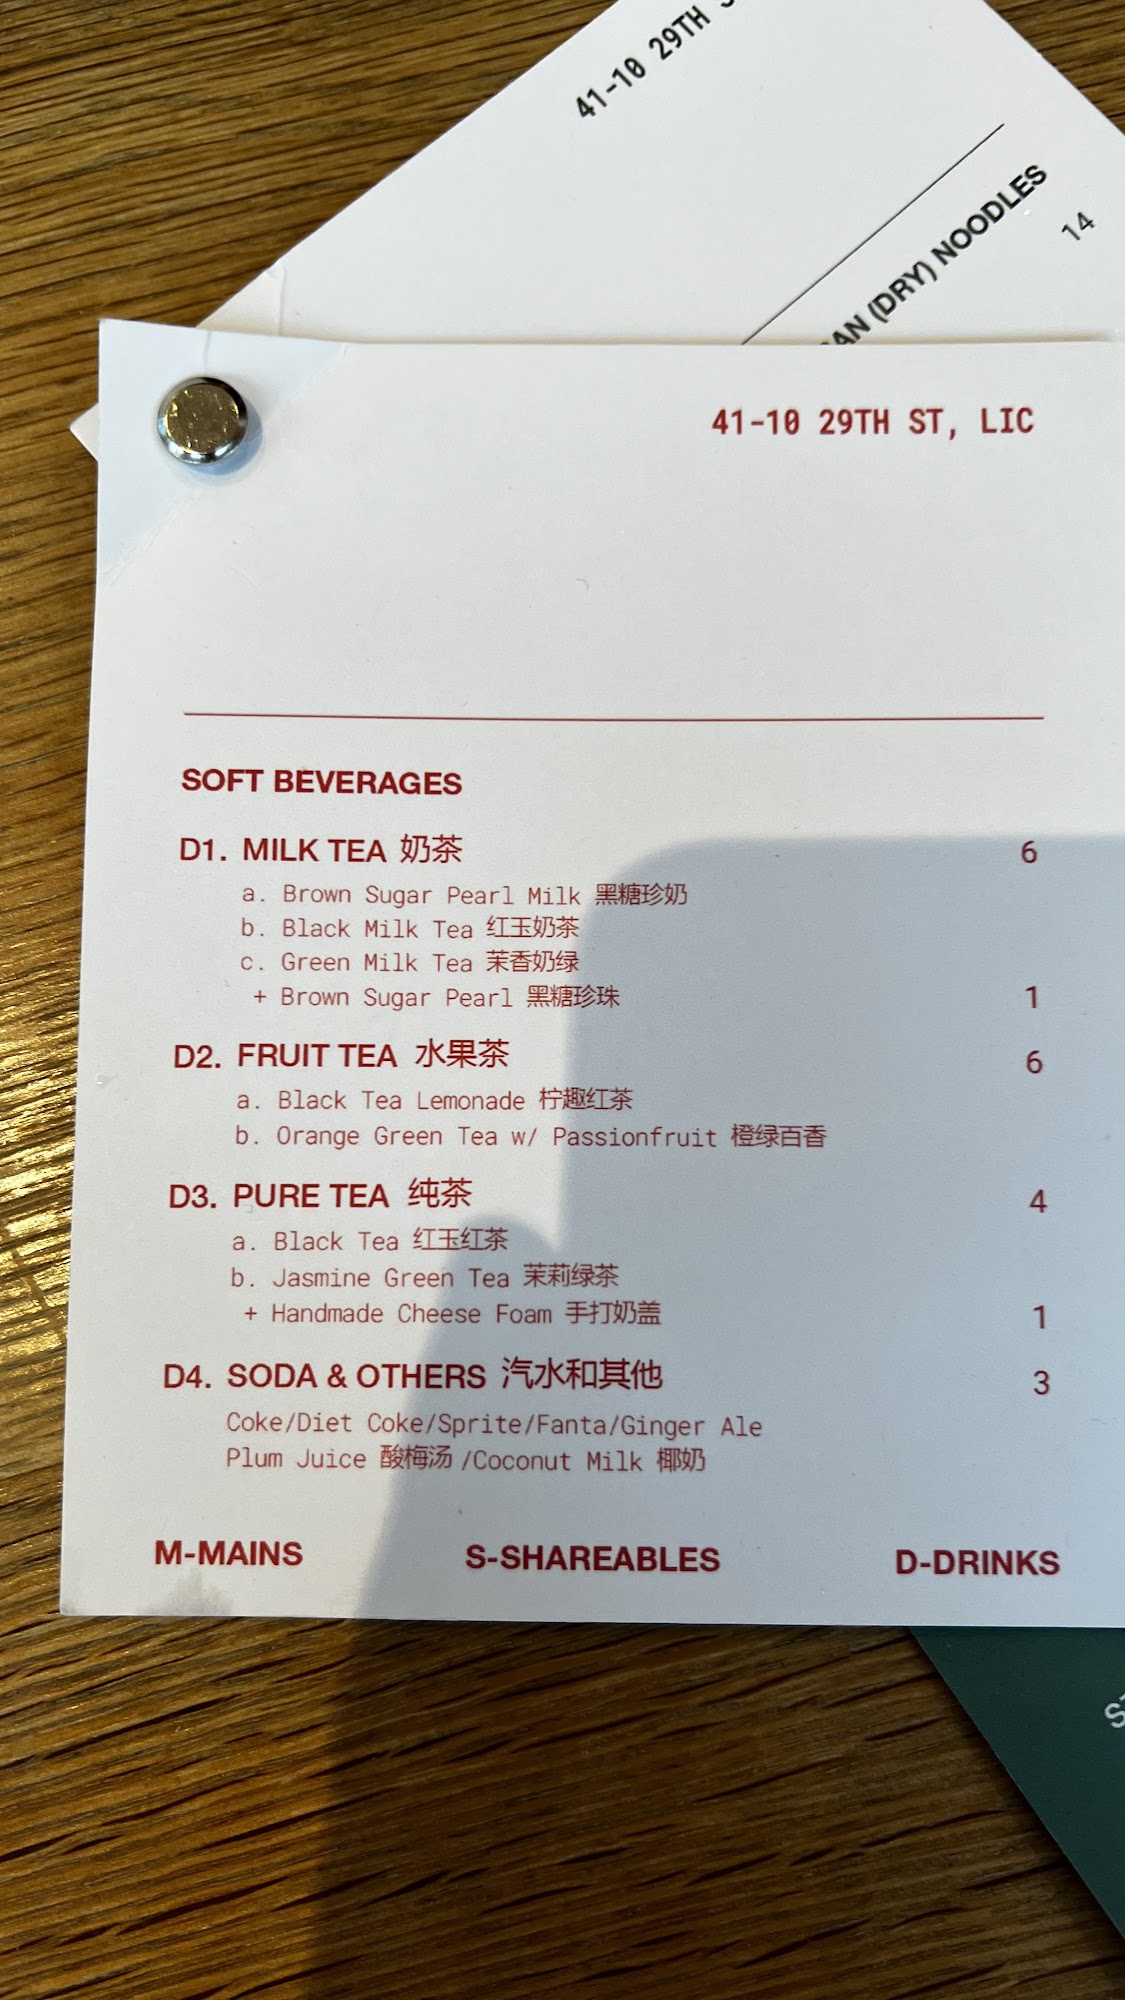 41-10 29TH
(DRY) NOODLES
14
41-10 29TH ST, LIC
SOFT BEVERAGES
D1. MILK TEA 奶茶 6
a. Brown Sugar Pearl Milk 黑糖珍奶
b. Black Milk Tea 红玉奶茶
c. Green Milk Tea 茉香奶绿
+ Brown Sugar Pearl 黑糖珍珠 1
D2. FRUIT TEA 水果茶 6
a. Black Tea Lemonade 柠趣红茶
b. Orange Green Tea w/ Passionfruit 橙绿百香
D3. PURE TEA 纯茶 4
a. Black Tea 红玉红茶
b. Jasmine Green Tea 茉莉绿茶
+ Handmade Cheese Foam 手打奶盖 1
D4. SODA & OTHERS 汽水和其他 3
Coke/Diet Coke/Sprite/Fanta/Ginger Ale
Plum Juice 酸梅汤 /Coconut Milk 椰奶
M-MAINS S-SHAREABLES D-DRINKS